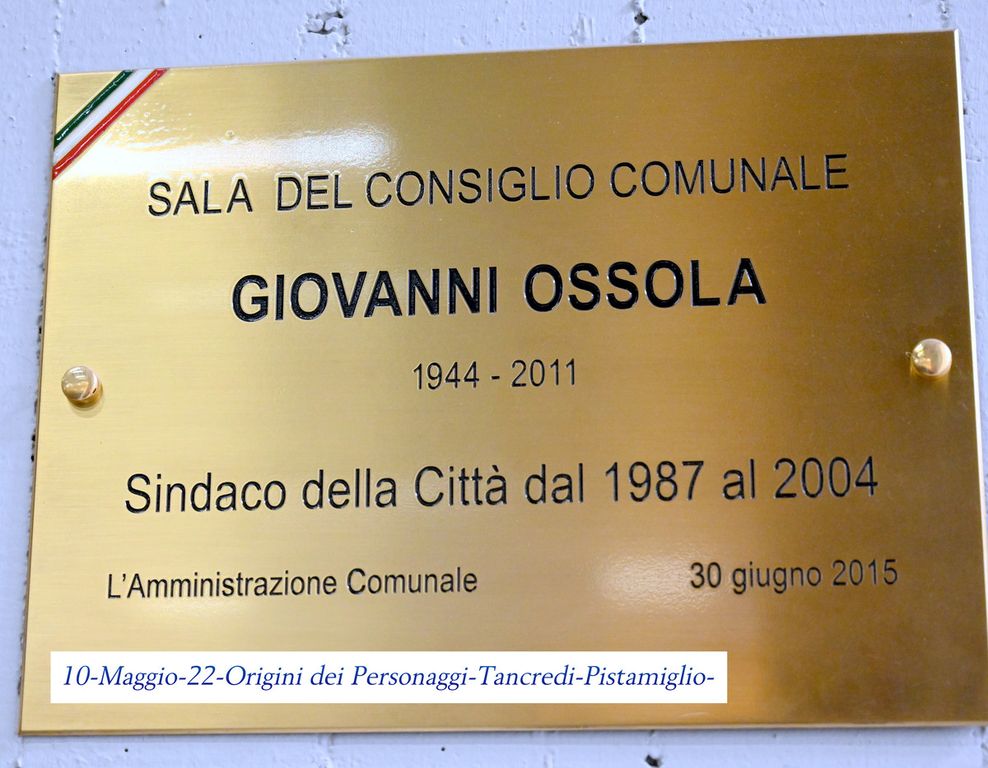 SALA DEL CONSIGLIO COMUNALE
GIOVANNI OSSOLA
1944 - 2011
Sindaco della Città dal 1987 al 2004
L'Amministrazione Comunale 30 giugno 2015
10-Maggio-22-Origini dei Personaggi-Tancredi-Pistamiglio-